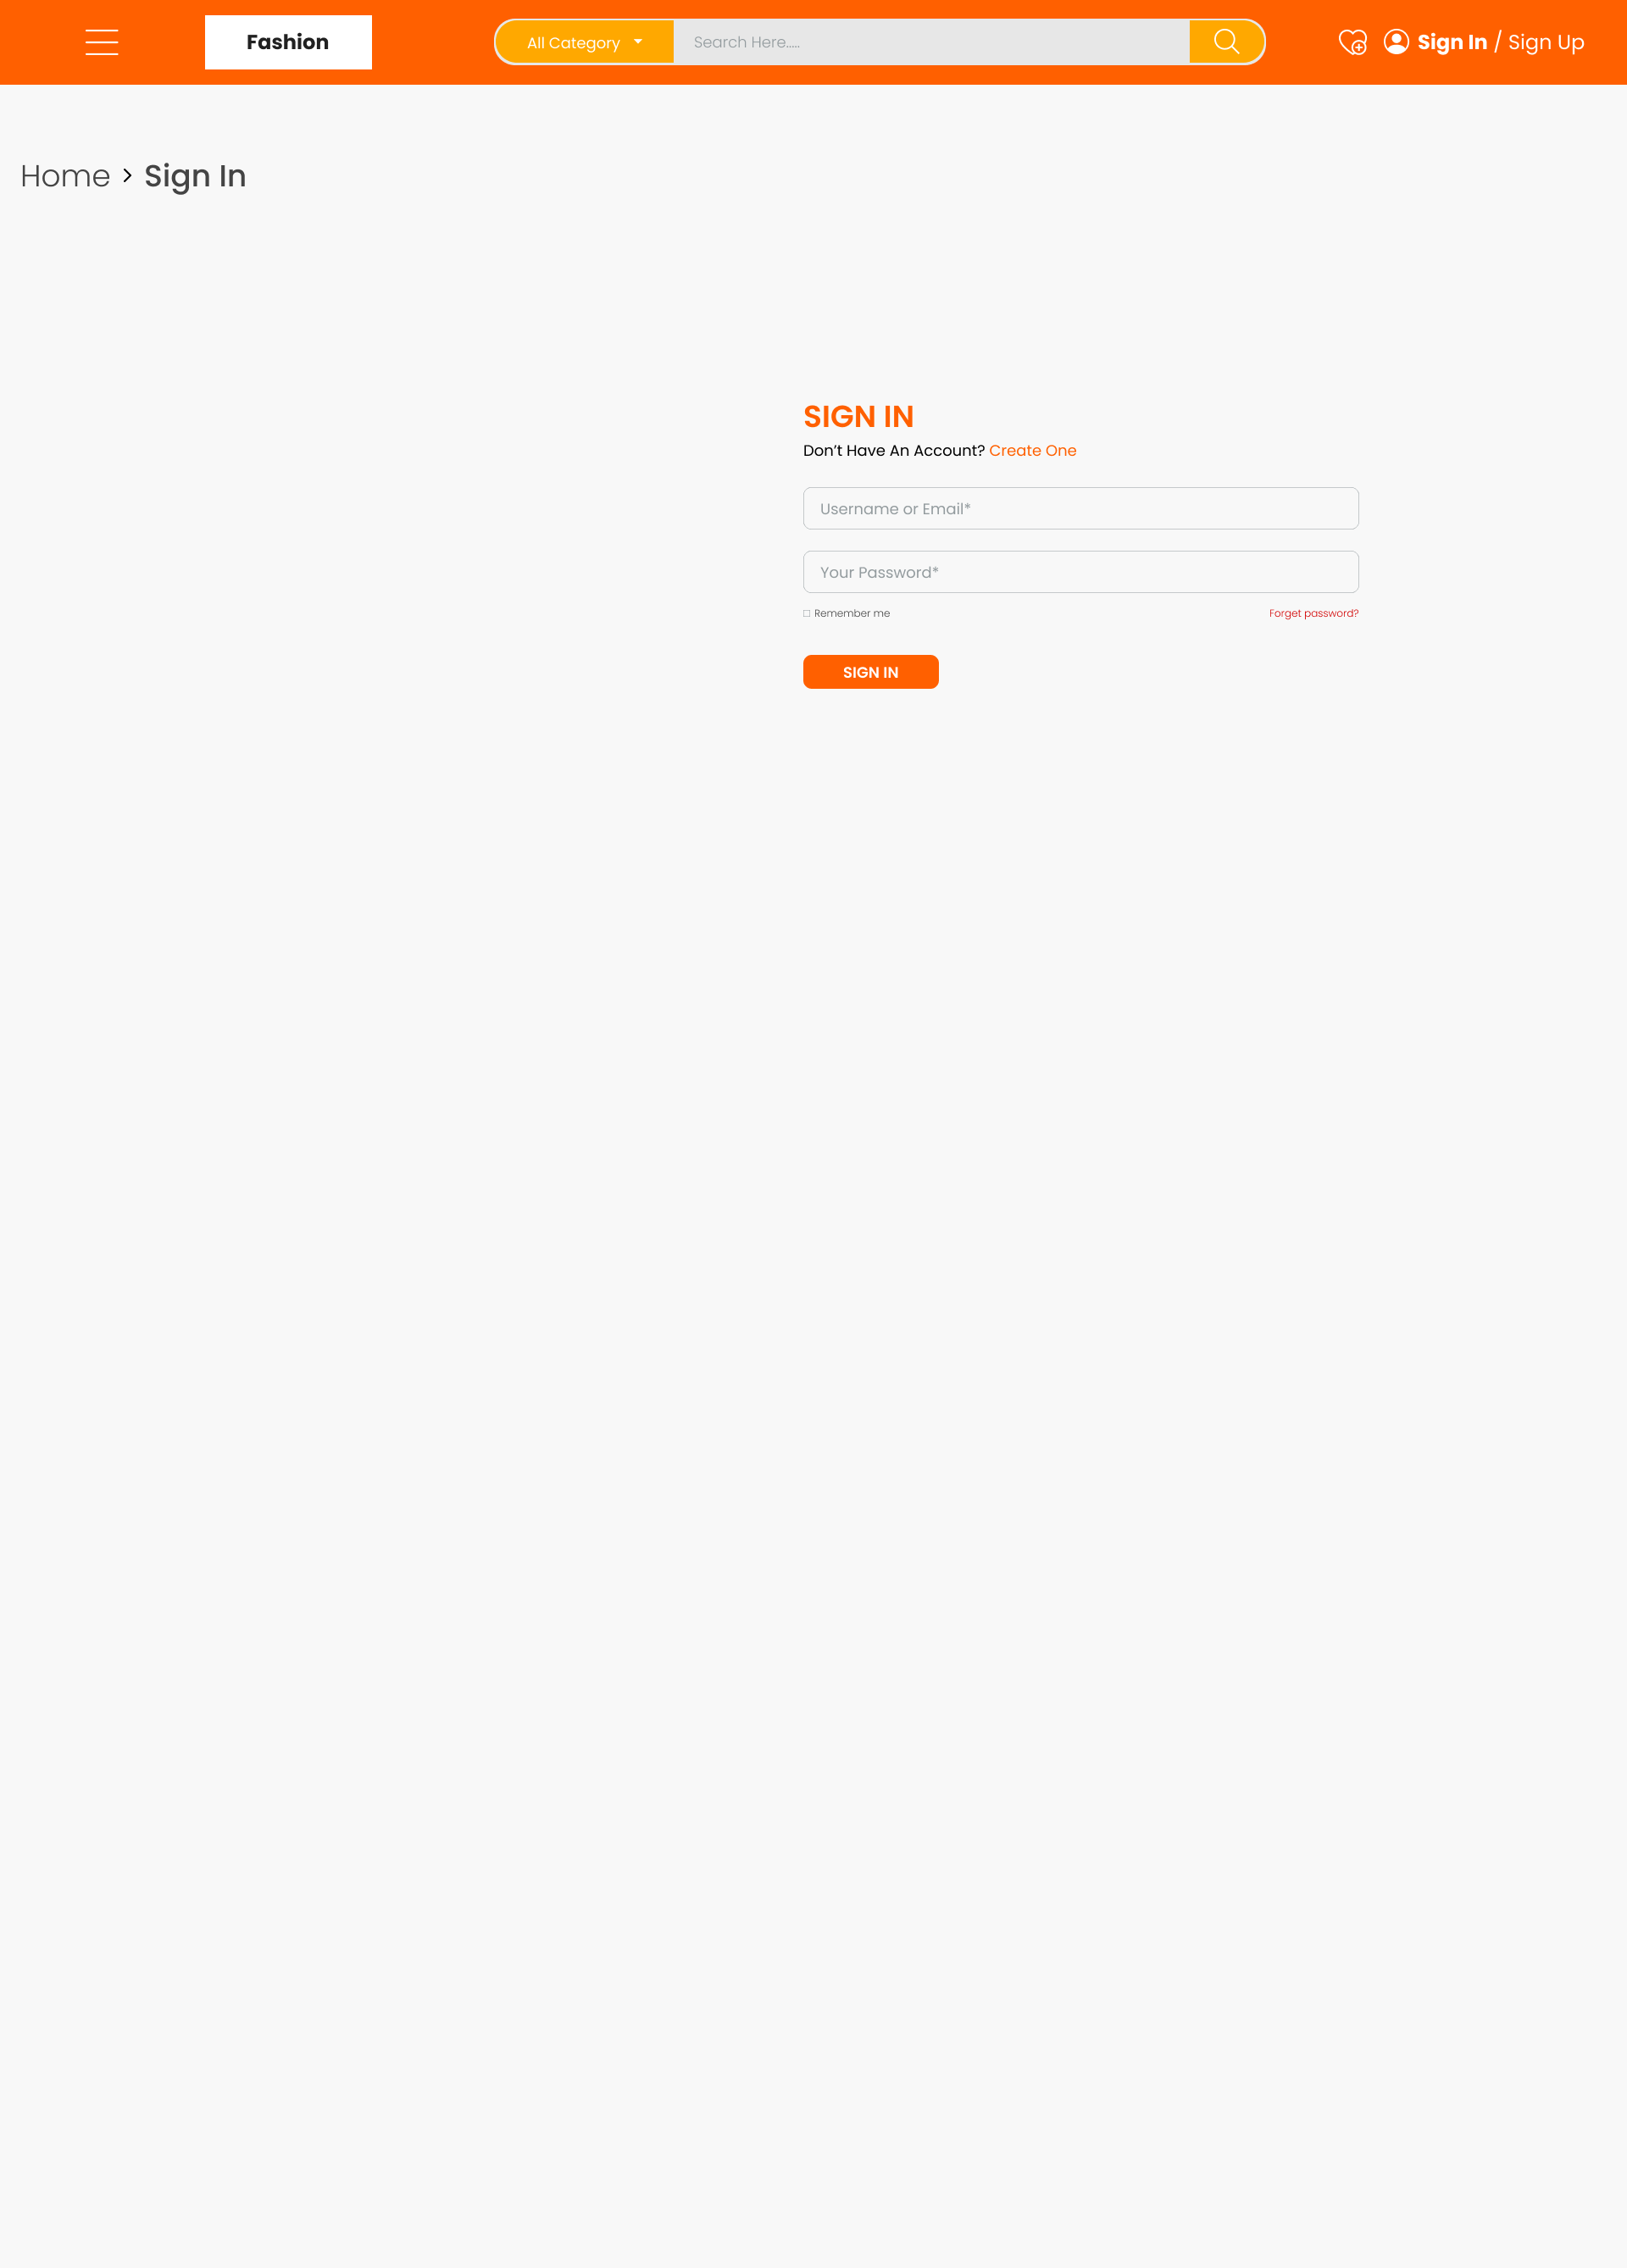 Fashion
All Category
Search Here.....
Sign In / Sign Up
Home > Sign In
SIGN IN
Don’t Have An Account? Create One
Username or Email*
Your Password*
Remember me
Forget password?
SIGN IN